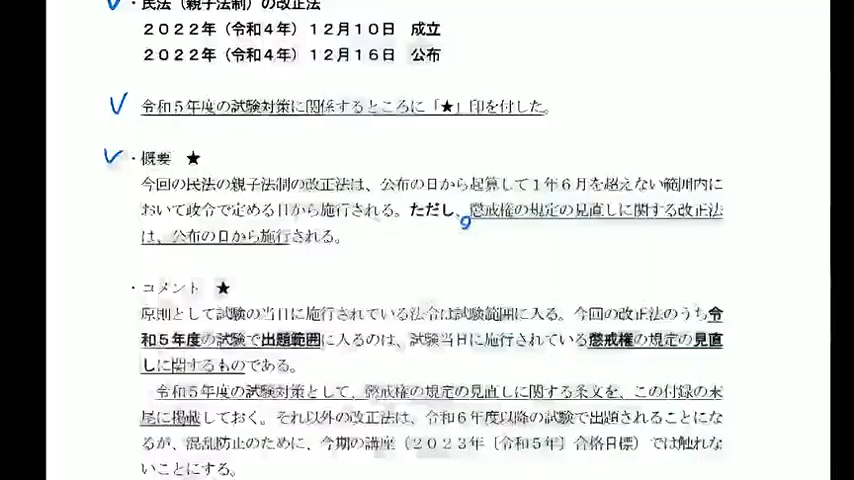 ・民法（親子法制）の改正法
２０２２年（令和４年）１２月１０日　成立
２０２２年（令和４年）１２月１６日　公布
令和５年度の試験対策に関係するところに「★」印を付した。
・概要　★
今回の民法の親子法制の改正法は、公布の日から起算して１年６月を超えない範囲内に
おいて政令で定める日から施行される。ただし、懲戒権の規定の見直しに関する改正法
は、公布の日から施行される。
・コメント　★
原則として試験の当日に施行されている法令は試験範囲に入る。今回の改正法のうち令
和５年度の試験で出題範囲に入るのは、試験当日に施行されている懲戒権の規定の見直
しに関するものである。
令和５年度の試験対策として、懲戒権の規定の見直しに関する条文を、この付録の末
尾に掲載しておく。それ以外の改正法は、令和６年度以降の試験で出題されることにな
るが、混乱防止のために、今期の講座（２０２３年［令和５年］合格目標）では触れな
いことにする。